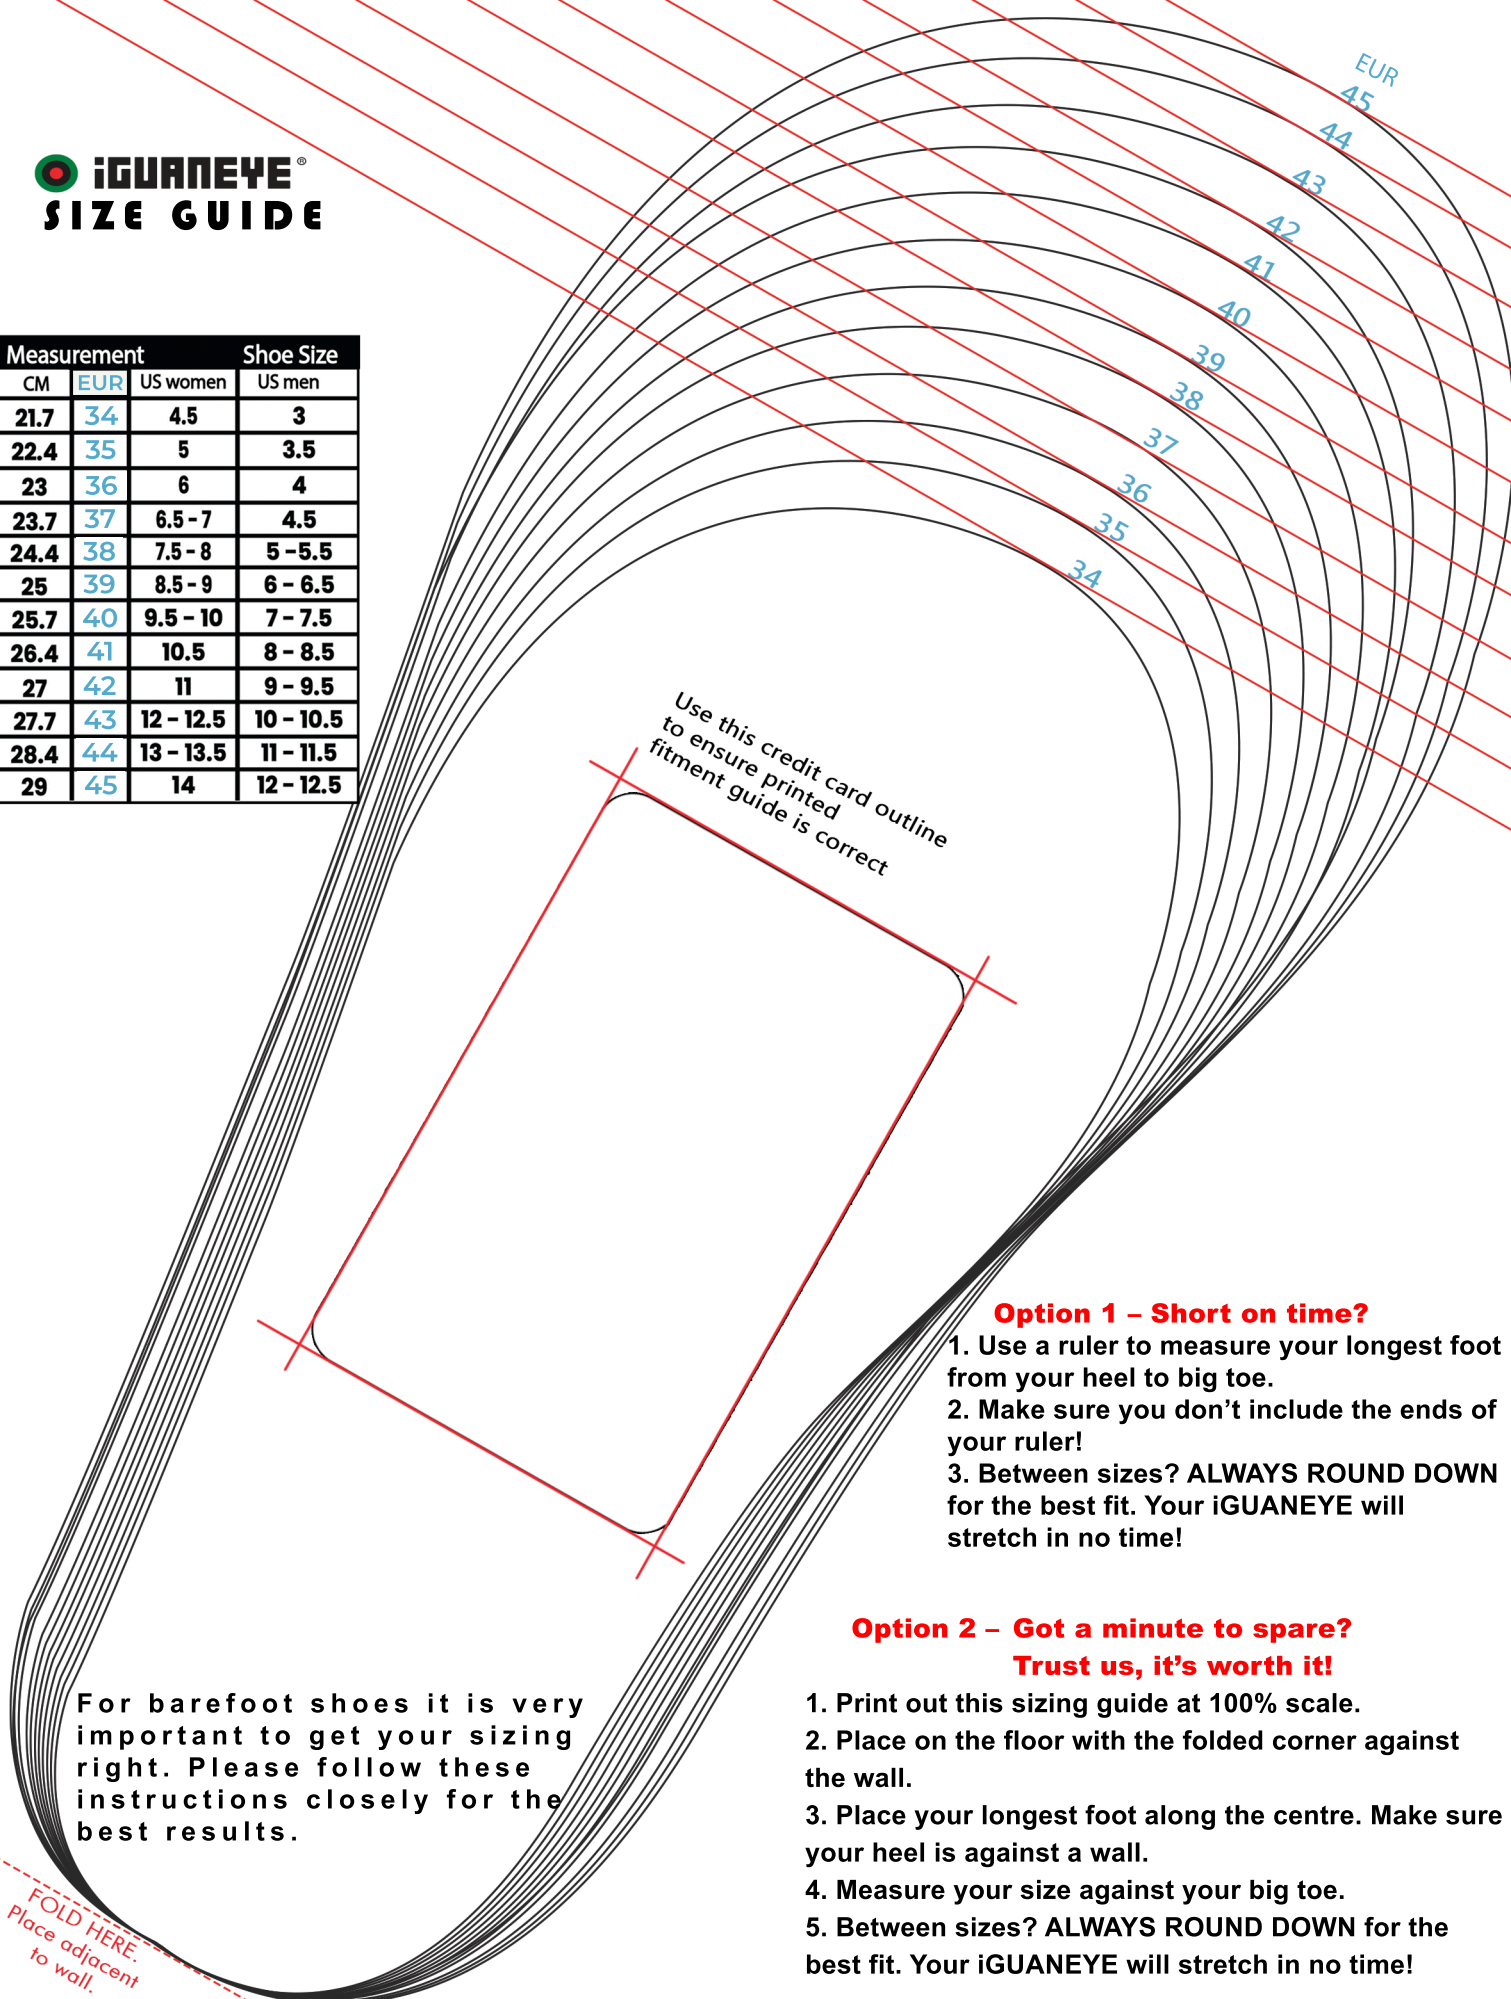 iGUANEYE®
SIZE GUIDE
EUR
45
44
43
42
41
40
39
38
37
36
35
34
Measurement Shoe Size
CM EUR US women US men
21.7 34 4.5 3
22.4 35 5 3.5
23 36 6 4
23.7 37 6.5 - 7 4.5
24.4 38 7.5 - 8 5 -5.5
25 39 8.5 - 9 6 - 6.5
25.7 40 9.5 - 10 7 - 7.5
26.4 41 10.5 8 - 8.5
27 42 11 9 - 9.5
27.7 43 12 - 12.5 10 - 10.5
28.4 44 13 - 13.5 11 - 11.5
29 45 14 12 - 12.5
Use this credit card outline
to ensure printed
fitment guide is correct
Option 1 – Short on time?
1. Use a ruler to measure your longest foot
from your heel to big toe.
2. Make sure you don’t include the ends of
your ruler!
3. Between sizes? ALWAYS ROUND DOWN
for the best fit. Your iGUANEYE will
stretch in no time!
Option 2 – Got a minute to spare?
Trust us, it’s worth it!
1. Print out this sizing guide at 100% scale.
2. Place on the floor with the folded corner against
the wall.
3. Place your longest foot along the centre. Make sure
your heel is against a wall.
4. Measure your size against your big toe.
5. Between sizes? ALWAYS ROUND DOWN for the
best fit. Your iGUANEYE will stretch in no time!
For barefoot shoes it is very
important to get your sizing
right. Please follow these
instructions closely for the
best results.
FOLD HERE.
Place adjacent
to wall.